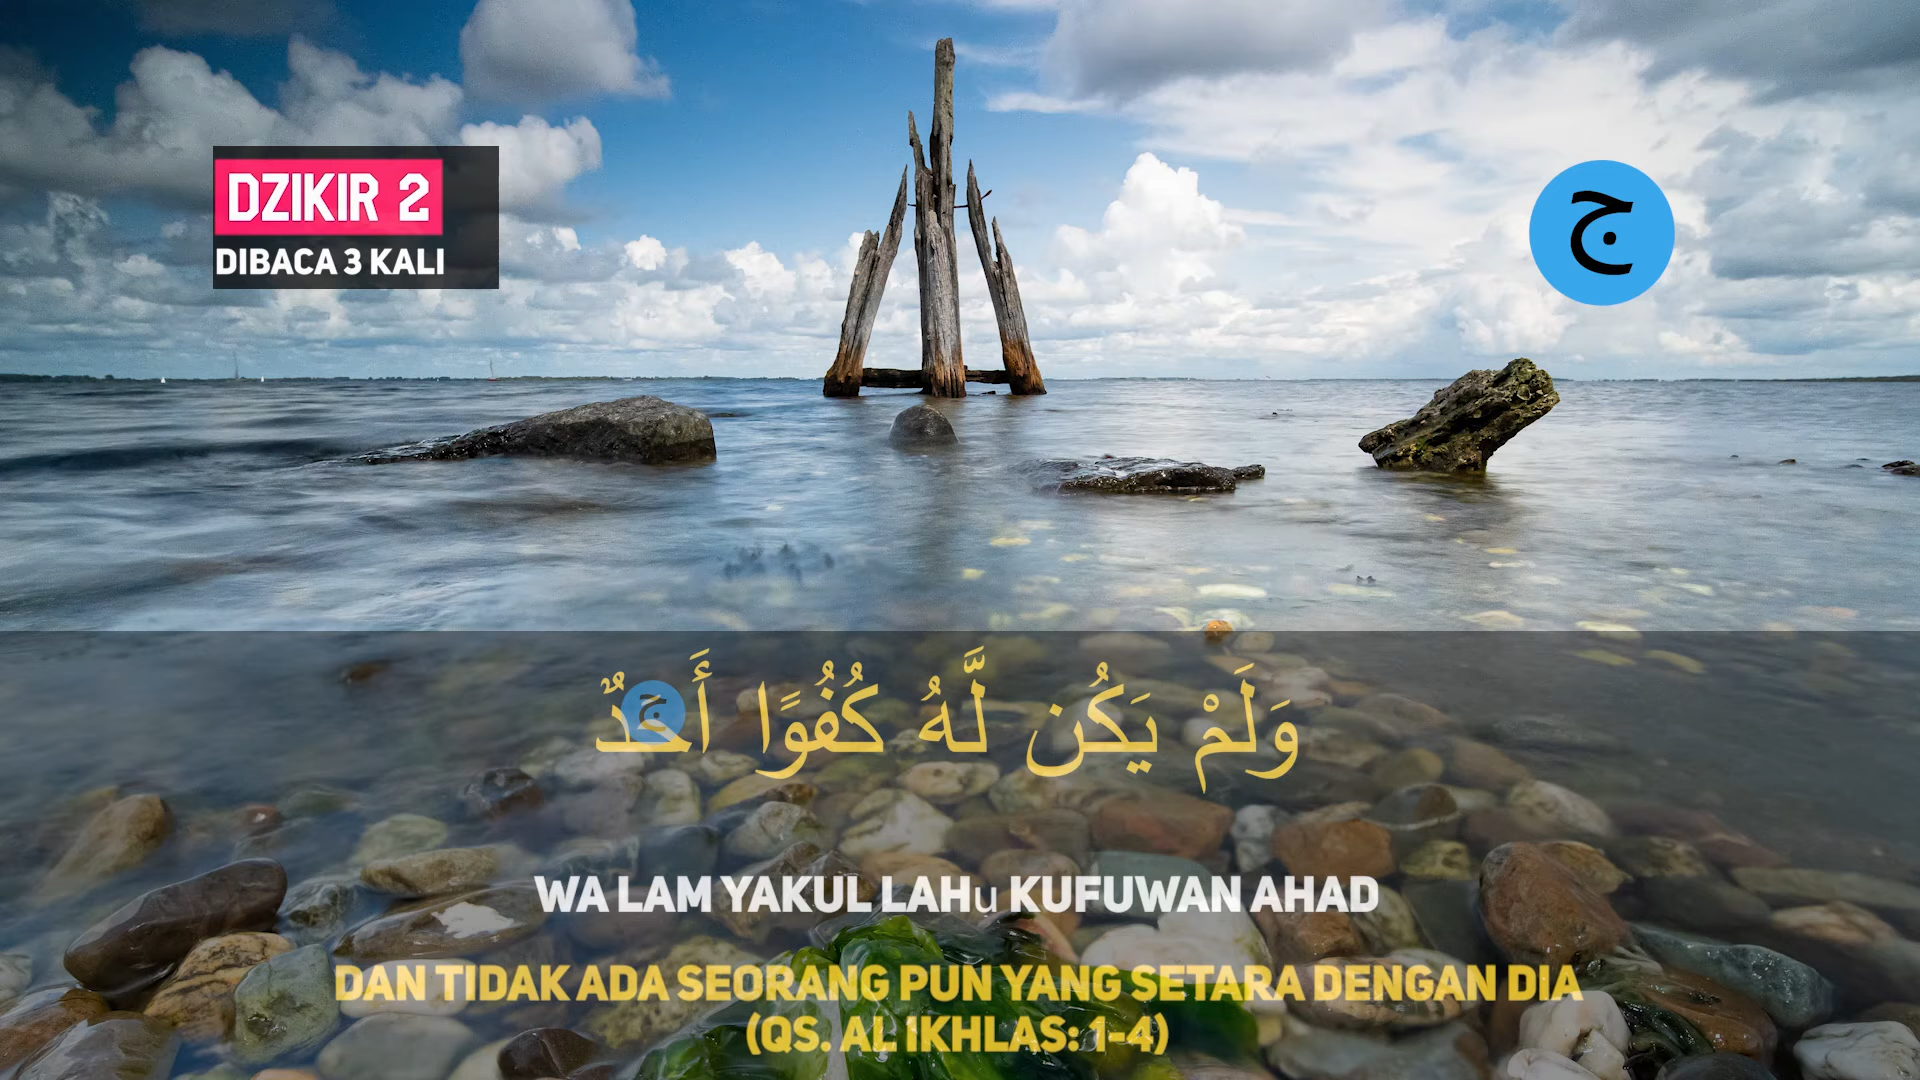 DZIKIR 2
DIBACA 3 KALI
ج
وَلَمْ يَكُن لَّهُ كُفُوًا أَحَدٌ
ج
WA LAM YAKUL LAHu KUFUWAN AHAD
DAN TIDAK ADA SEORANG PUN YANG SETARA DENGAN DIA
(QS. AL IKHLAS: 1-4)